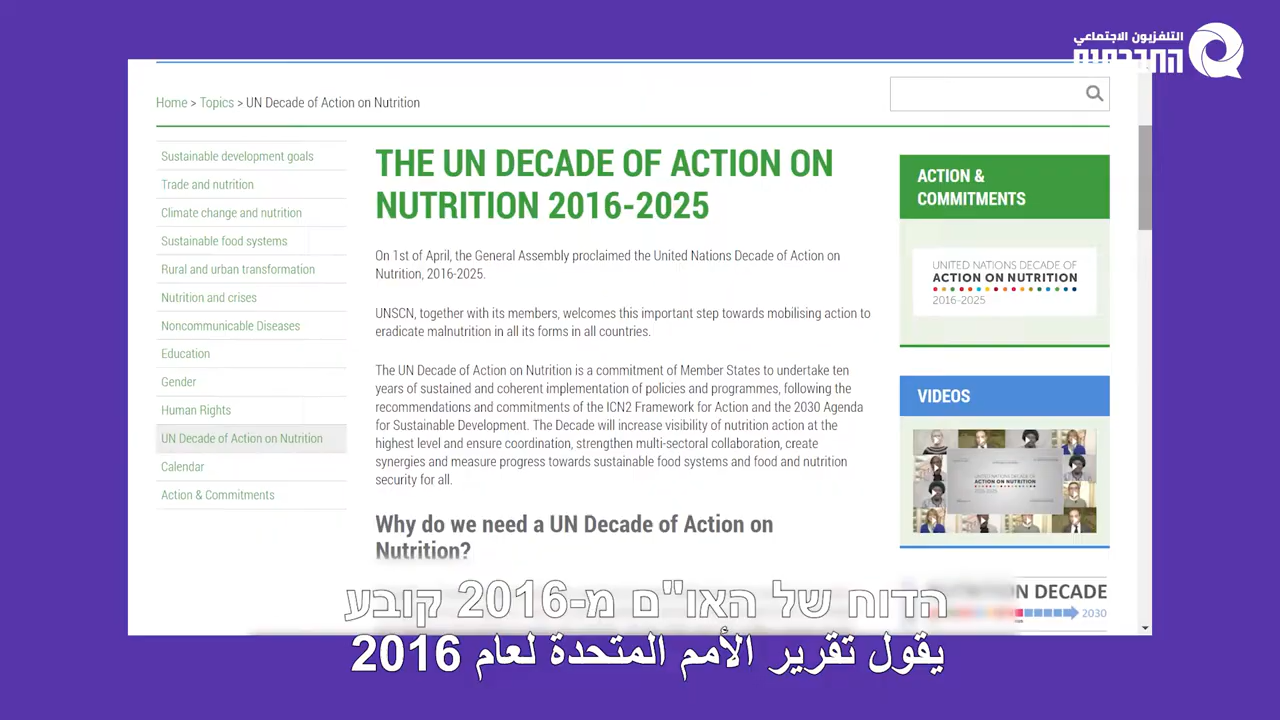 التلفزيون الاجتماعي
Home > Topics > UN Decade of Action on Nutrition
Sustainable development goals
Trade and nutrition
Climate change and nutrition
Sustainable food systems
Rural and urban transformation
Nutrition and crises
Noncommunicable Diseases
Education
Gender
Human Rights
UN Decade of Action on Nutrition
Calendar
Action & Commitments
THE UN DECADE OF ACTION ON
NUTRITION 2016-2025
On 1st of April, the General Assembly proclaimed the United Nations Decade of Action on
Nutrition, 2016-2025.
UNSCN, together with its members, welcomes this important step towards mobilising action to
eradicate malnutrition in all its forms in all countries.
The UN Decade of Action on Nutrition is a commitment of Member States to undertake ten
years of sustained and coherent implementation of policies and programmes, following the
recommendations and commitments of the ICN2 Framework for Action and the 2030 Agenda
for Sustainable Development. The Decade will increase visibility of nutrition action at the
highest level and ensure coordination, strengthen multi-sectoral collaboration, create
synergies and measure progress towards sustainable food systems and food and nutrition
security for all.
Why do we need a UN Decade of Action on
Nutrition?
ACTION &
COMMITMENTS
UNITED NATIONS DECADE OF
ACTION ON NUTRITION
2016-2025
VIDEOS
UNITED NATIONS DECADE OF
ACTION ON NUTRITION
2016-2025
DECADE
2030
הדוח של האו"ם מ-2016 קובע
يقول تقرير الأمم المتحدة لعام 2016